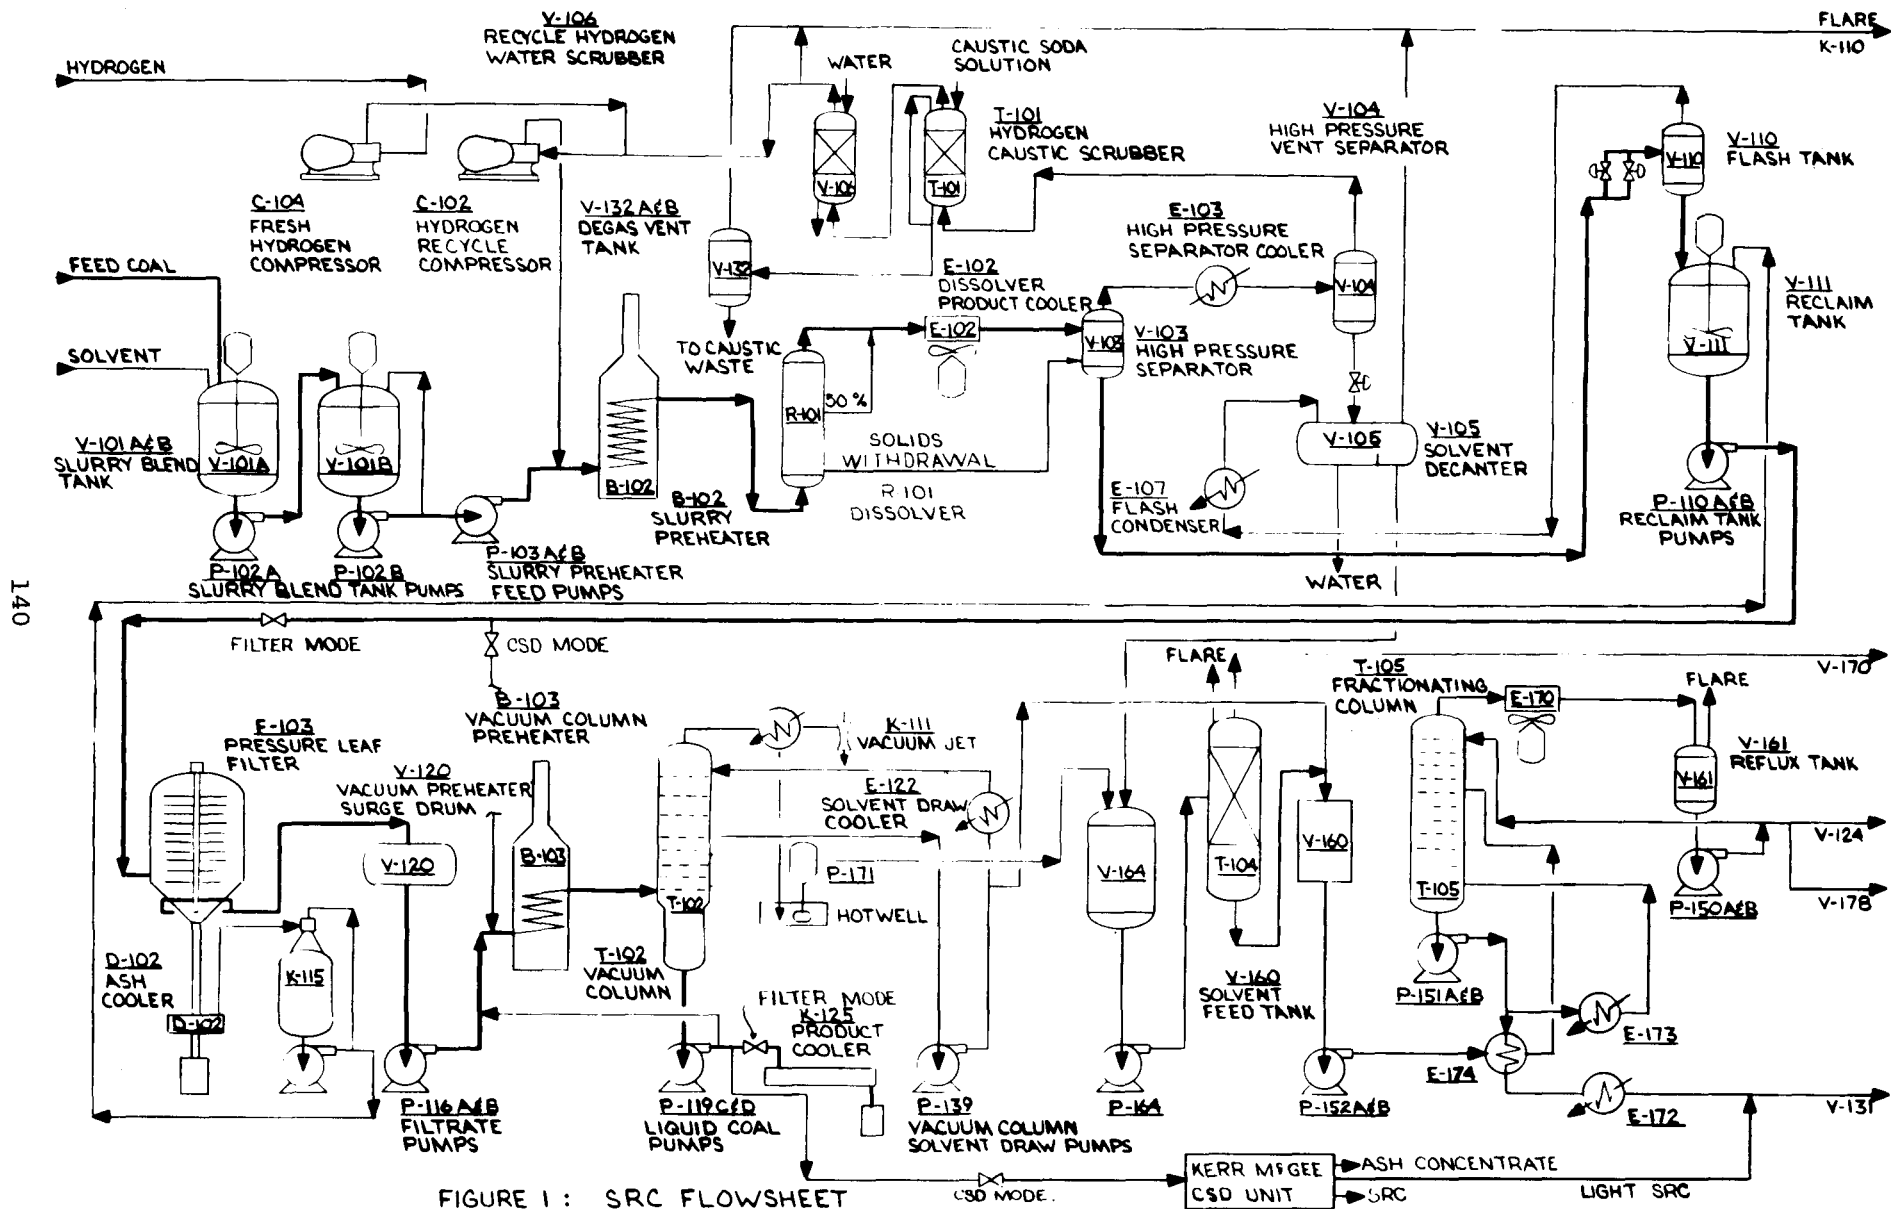 V-106
RECYCLE HYDROGEN
WATER SCRUBBER
FLARE
K-110
HYDROGEN
WATER
CAUSTIC SODA
SOLUTION
T-101
HYDROGEN
CAUSTIC SCRUBBER
V-104
HIGH PRESSURE
VENT SEPARATOR
V-110
V-110
FLASH TANK
V-106
T-101
C-104
FRESH
HYDROGEN
COMPRESSOR
C-102
HYDROGEN
RECYCLE
COMPRESSOR
V-132 A&B
DEGAS VENT
TANK
E-103
HIGH PRESSURE
SEPARATOR COOLER
FEED COAL
V-132
E-102
DISSOLVER
PRODUCT COOLER
V-104
V-111
RECLAIM
TANK
E-102
V-103
V-103
HIGH PRESSURE
SEPARATOR
V-111
SOLVENT
TO CAUSTIC
WASTE
R-101
50 %
SOLIDS
WITHDRAWAL
V-105
V-105
SOLVENT
DECANTER
V-101 A&B
SLURRY BLEND
TANK
V-101A
V-101B
B-102
B-102
SLURRY
PREHEATER
R-101
DISSOLVER
E-107
FLASH
CONDENSER
P-110 A&B
RECLAIM TANK
PUMPS
P-102A
P-102B
SLURRY BLEND TANK PUMPS
P-103 A&B
SLURRY PREHEATER
FEED PUMPS
WATER
140
FILTER MODE
CSD MODE
FLARE
V-170
T-105
FRACTIONATING
COLUMN
E-170
FLARE
B-103
VACUUM COLUMN
PREHEATER
F-103
PRESSURE LEAF
FILTER
K-111
VACUUM JET
V-161
REFLUX TANK
V-161
V-120
VACUUM PREHEATER
SURGE DRUM
E-122
SOLVENT DRAW
COOLER
V-124
V-120
B-103
P-171
V-164
T-104
V-160
T-105
P-150A&B
V-178
T-102
HOTWELL
D-102
ASH
COOLER
K-115
T-102
VACUUM
COLUMN
V-160
SOLVENT
FEED TANK
P-151A&B
FILTER MODE
K-125
PRODUCT
COOLER
D-102
E-173
E-174
P-116 A&B
FILTRATE
PUMPS
P-119C&D
LIQUID COAL
PUMPS
P-139
VACUUM COLUMN
SOLVENT DRAW PUMPS
P-164
P-152A&B
E-172
V-131
KERR McGEE
CSD UNIT
ASH CONCENTRATE
SRC
LIGHT SRC
CSD MODE.
FIGURE 1 : SRC FLOWSHEET